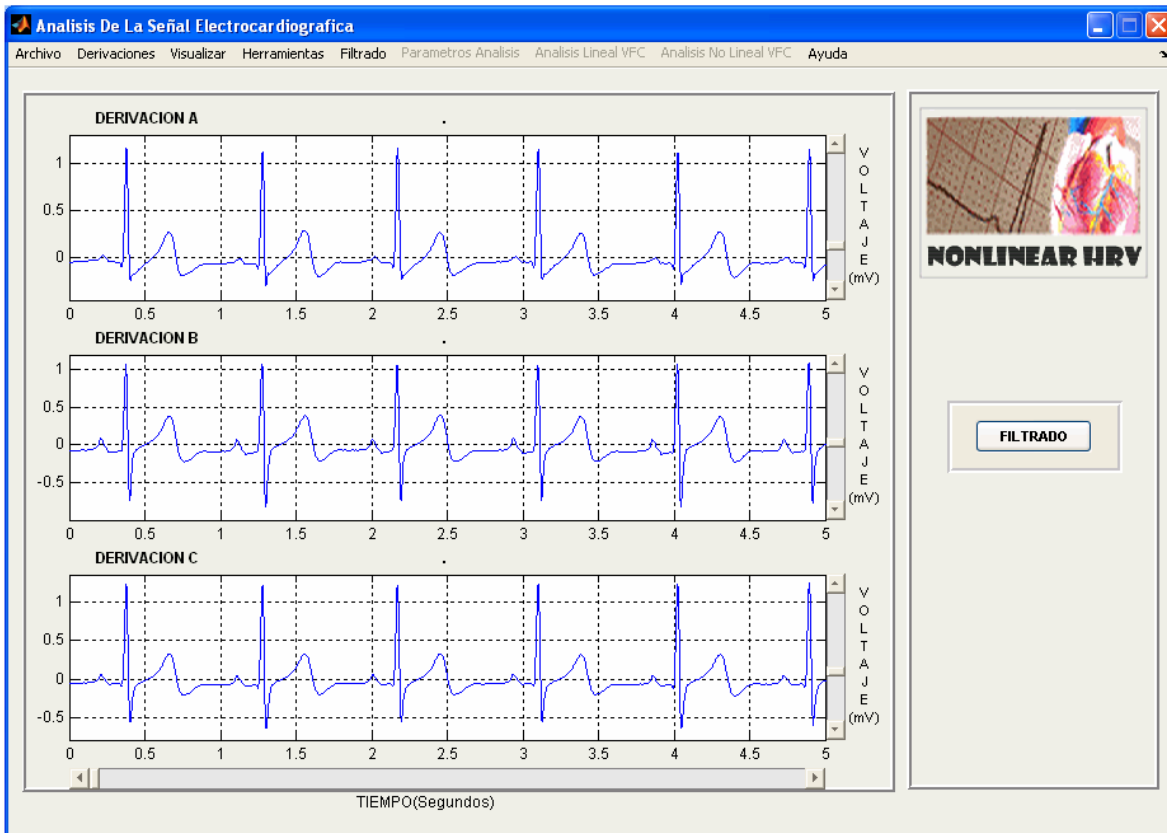 Analisis De La Señal Electrocardiografica
Archivo Derivaciones Visualizar Herramientas Filtrado Parametros Analisis Analisis Lineal VFC Analisis No Lineal VFC Ayuda
DERIVACION A .
1
0.5
0
0 0.5 1 1.5 2 2.5 3 3.5 4 4.5 5
VOLTAJE
(mV)
DERIVACION B .
1
0.5
0
-0.5
0 0.5 1 1.5 2 2.5 3 3.5 4 4.5 5
VOLTAJE
(mV)
DERIVACION C .
1
0.5
0
-0.5
0 0.5 1 1.5 2 2.5 3 3.5 4 4.5 5
VOLTAJE
(mV)
TIEMPO(Segundos)
NONLINEAR HRV
FILTRADO